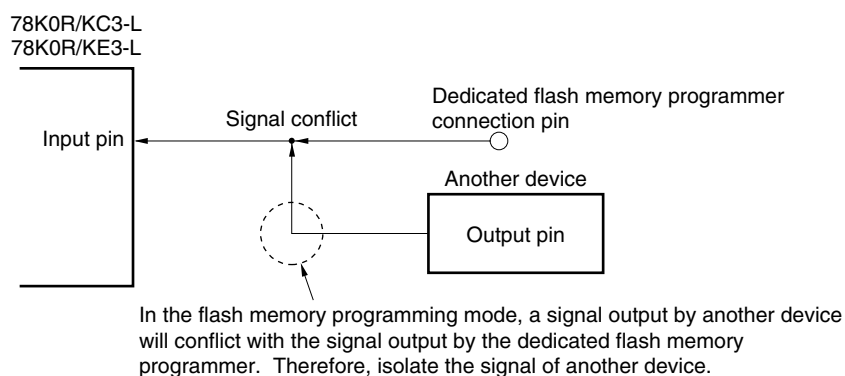 78K0R/KC3-L
78K0R/KE3-L
Input pin
Signal conflict
Dedicated flash memory programmer
connection pin
Another device
Output pin
In the flash memory programming mode, a signal output by another device
will conflict with the signal output by the dedicated flash memory
programmer.  Therefore, isolate the signal of another device.